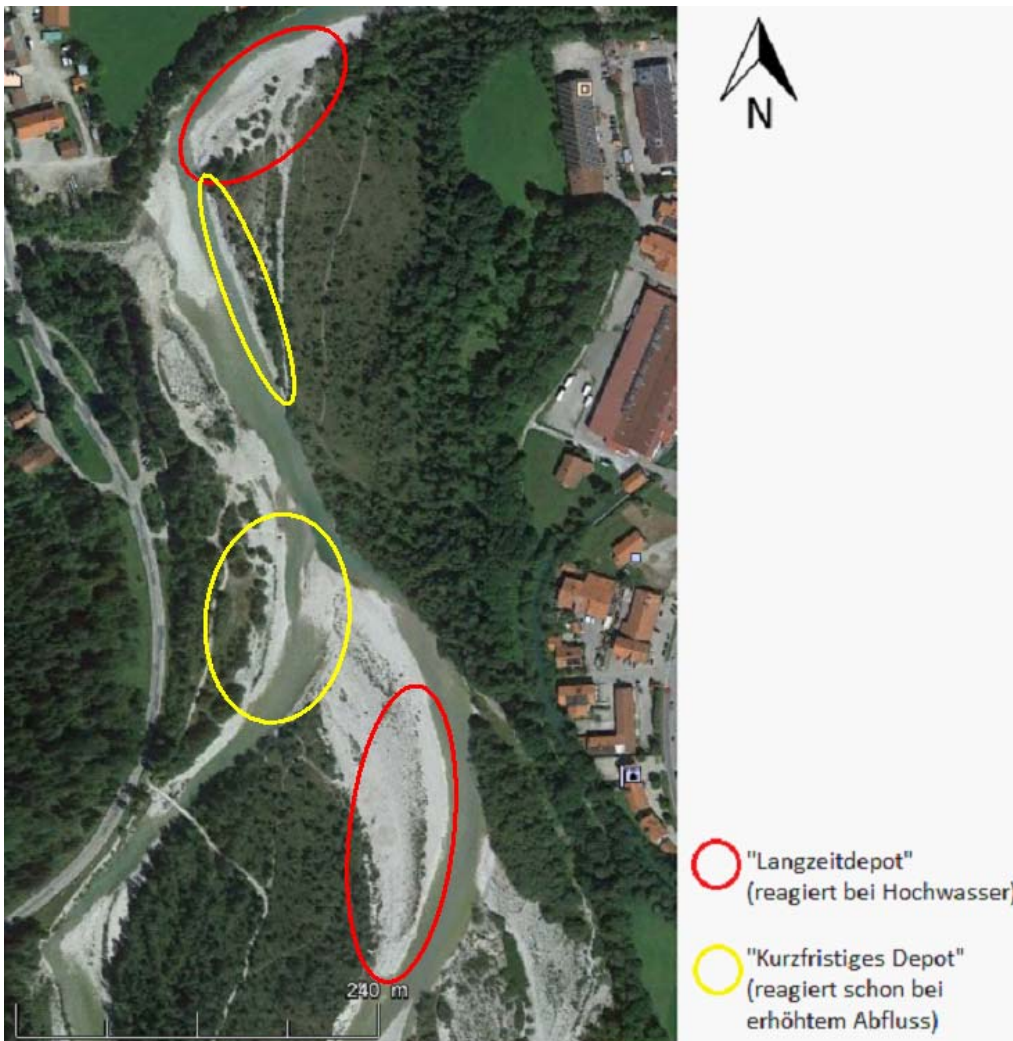 N
"Langzeitdepot"
(reagiert bei Hochwasser)
"Kurzfristiges Depot"
(reagiert schon bei
erhöhtem Abfluss)
240 m